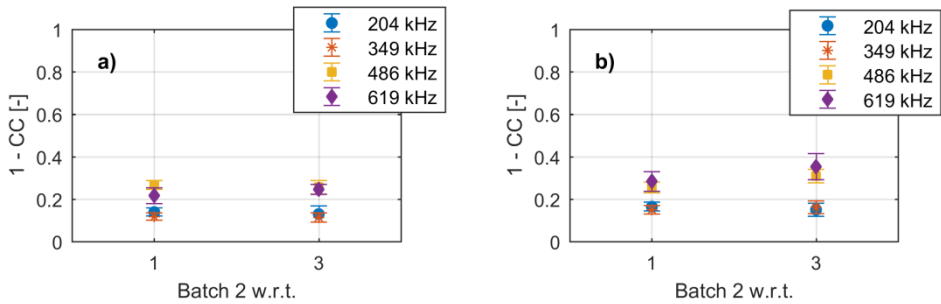 204 kHz
349 kHz
486 kHz
619 kHz
a)
1
0.8
0.6
0.4
0.2
0
1 - CC [-]
1 3
Batch 2 w.r.t.
204 kHz
349 kHz
486 kHz
619 kHz
b)
1
0.8
0.6
0.4
0.2
0
1 - CC [-]
1 3
Batch 2 w.r.t.